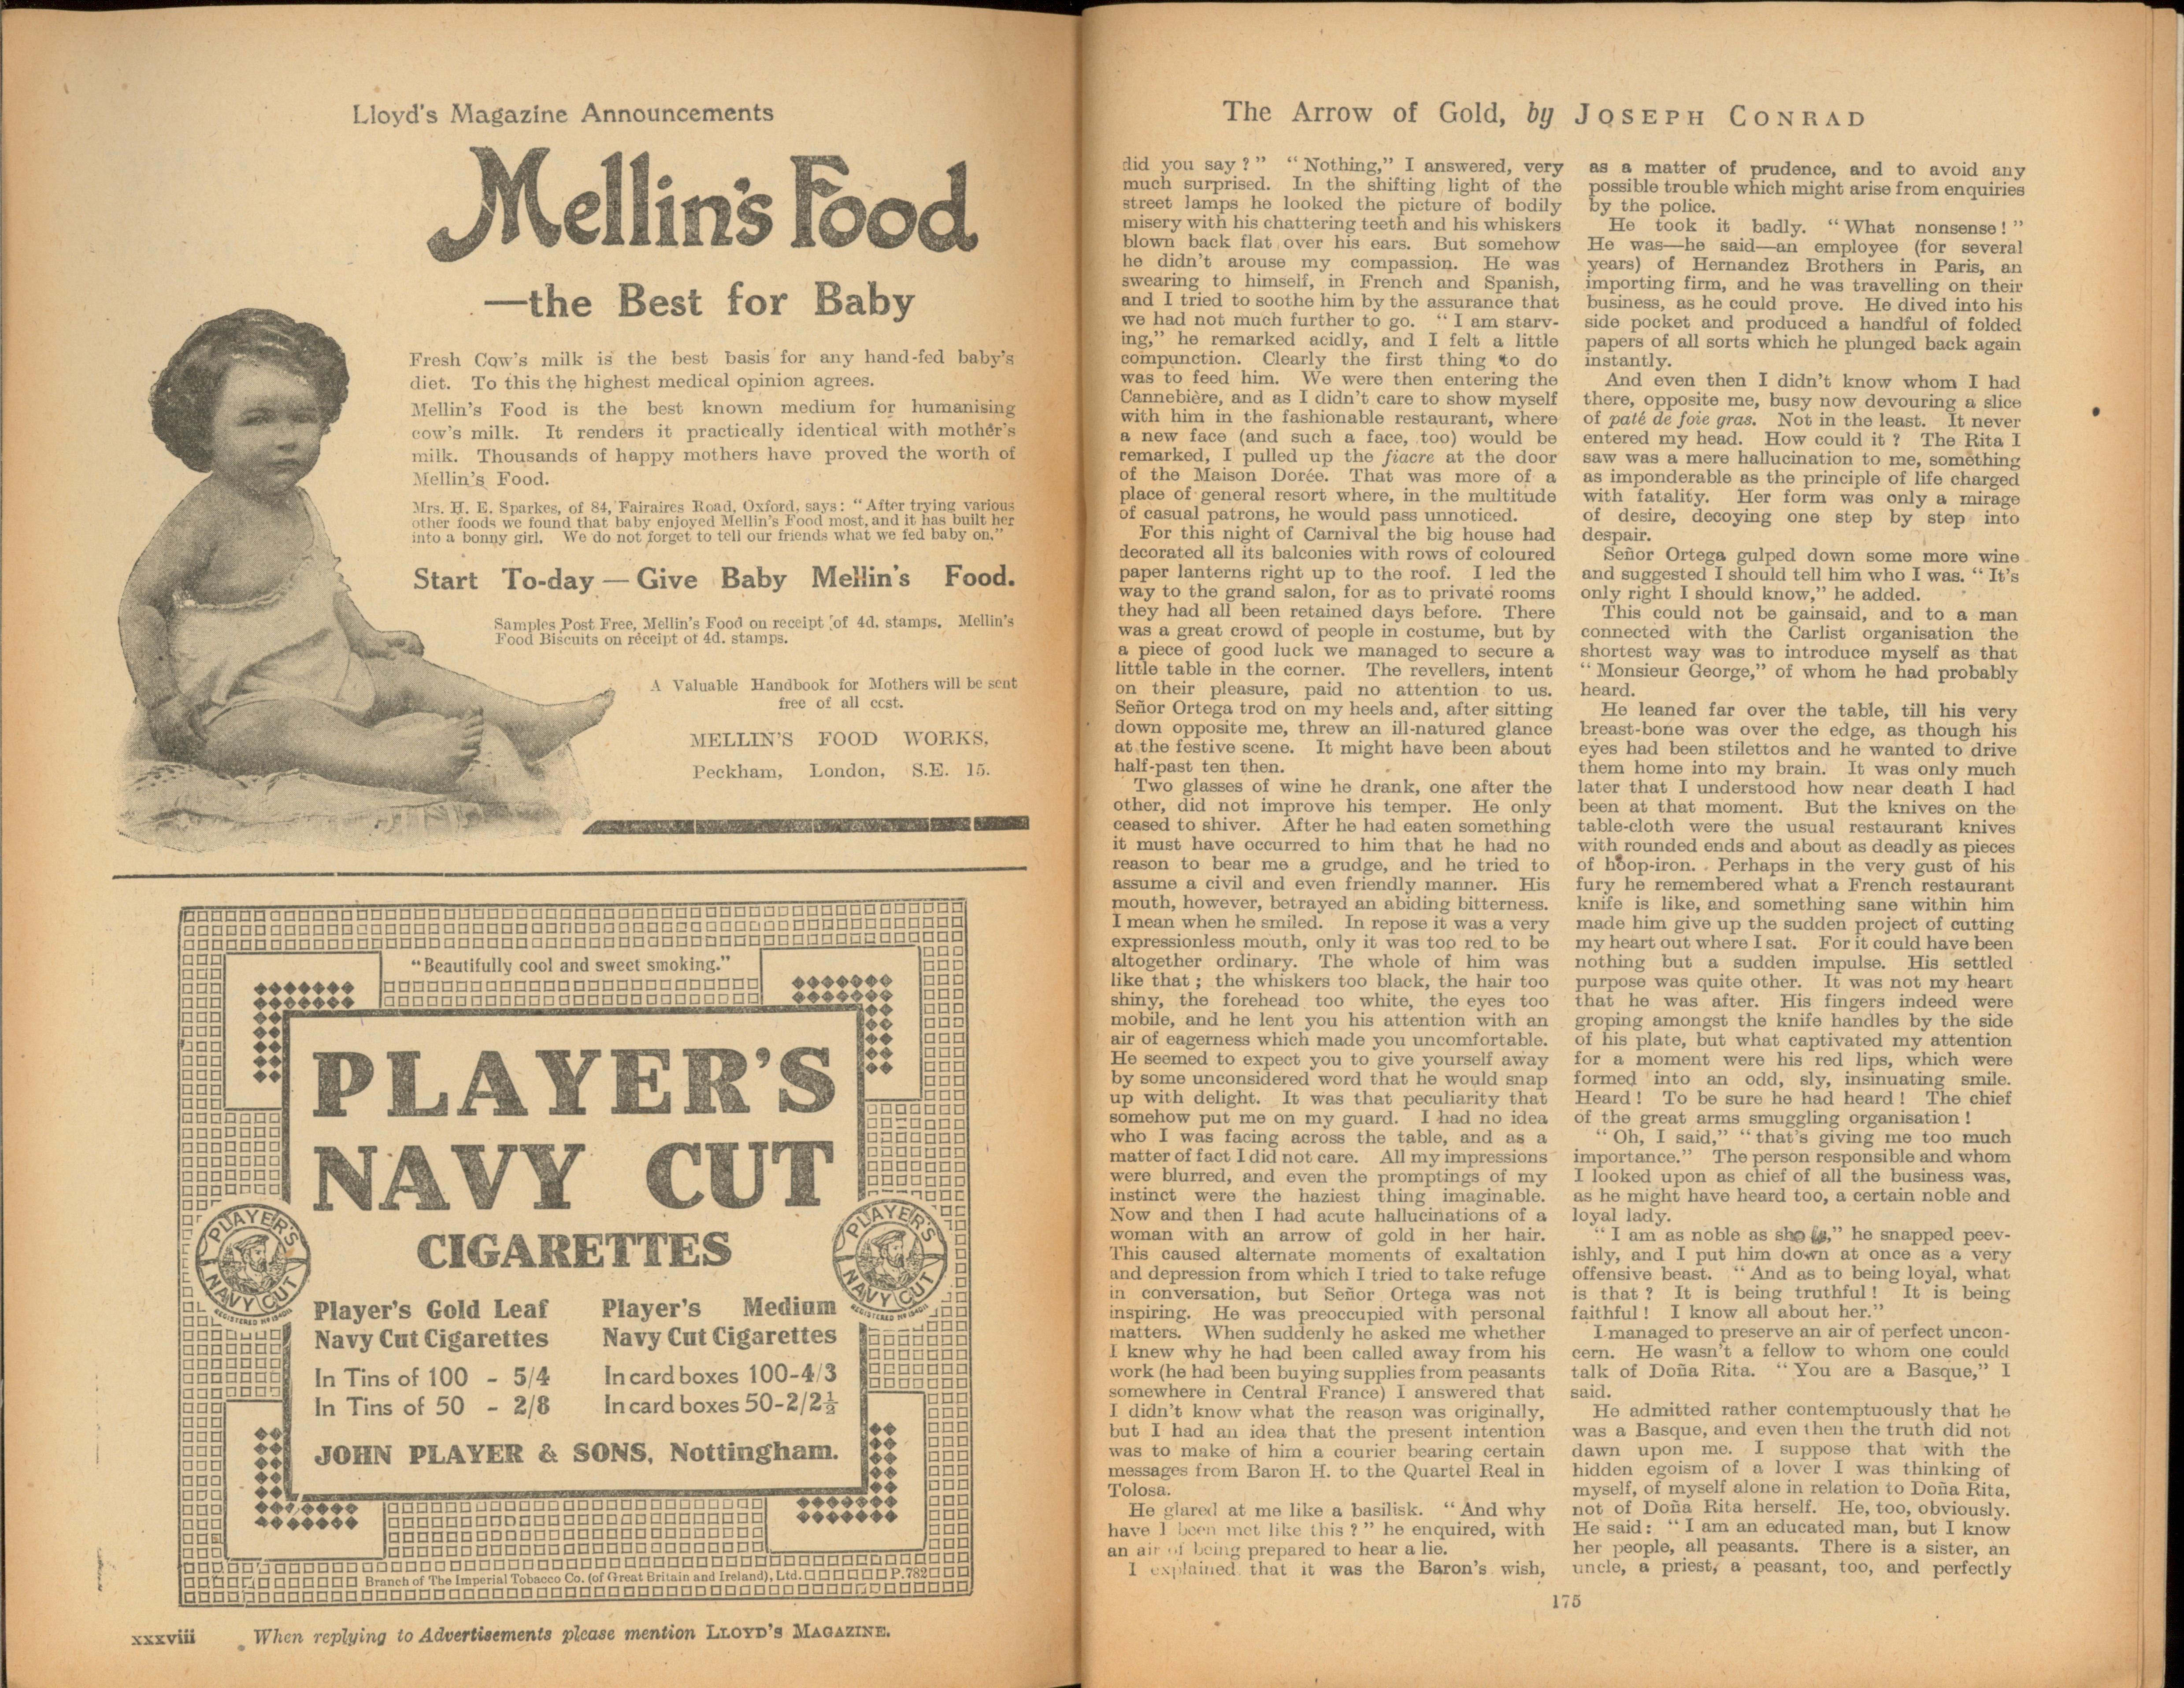 Lloyd's Magazine Announcements
Mellin's Food
—the Best for Baby
Fresh Cow's milk is the best basis for any hand-fed baby's
diet. To this the highest medical opinion agrees.
Mellin's Food is the best known medium for humanising
cow's milk. It renders it practically identical with mother's
milk. Thousands of happy mothers have proved the worth of
Mellin's Food.
Mrs. H. E. Sparkes, of 84, Fairaires Road, Oxford, says: "After trying various
other foods we found that baby enjoyed Mellin's Food most, and it has built her
into a bonny girl. We do not forget to tell our friends what we fed baby on."
Start To-day — Give Baby Mellin's Food.
Samples Post Free, Mellin's Food on receipt of 4d. stamps. Mellin's
Food Biscuits on receipt of 4d. stamps.
A Valuable Handbook for Mothers will be sent
free of all cost.
MELLIN'S FOOD WORKS,
Peckham, London, S.E. 15.
"Beautifully cool and sweet smoking."
PLAYER'S
NAVY CUT
CIGARETTES
PLAYER'S
NAVY CUT
REGISTERED No 154011
PLAYER'S
NAVY CUT
REGISTERED No 154011
Player's Gold Leaf
Navy Cut Cigarettes
In Tins of 100 - 5/4
In Tins of 50 - 2/8
Player's Medium
Navy Cut Cigarettes
In card boxes 100-4/3
In card boxes 50-2/2½
JOHN PLAYER & SONS, Nottingham.
Branch of The Imperial Tobacco Co. (of Great Britain and Ireland), Ltd. P.782
xxxviii When replying to Advertisements please mention LLOYD'S MAGAZINE.
The Arrow of Gold, by JOSEPH CONRAD
did you say?" "Nothing," I answered, very
much surprised. In the shifting light of the
street lamps he looked the picture of bodily
misery with his chattering teeth and his whiskers
blown back flat over his ears. But somehow
he didn't arouse my compassion. He was
swearing to himself, in French and Spanish,
and I tried to soothe him by the assurance that
we had not much further to go. "I am starv-
ing," he remarked acidly, and I felt a little
compunction. Clearly the first thing to do
was to feed him. We were then entering the
Cannebière, and as I didn't care to show myself
with him in the fashionable restaurant, where
a new face (and such a face, too) would be
remarked, I pulled up the fiacre at the door
of the Maison Dorée. That was more of a
place of general resort where, in the multitude
of casual patrons, he would pass unnoticed.
For this night of Carnival the big house had
decorated all its balconies with rows of coloured
paper lanterns right up to the roof. I led the
way to the grand salon, for as to private rooms
they had all been retained days before. There
was a great crowd of people in costume, but by
a piece of good luck we managed to secure a
little table in the corner. The revellers, intent
on their pleasure, paid no attention to us.
Señor Ortega trod on my heels and, after sitting
down opposite me, threw an ill-natured glance
at the festive scene. It might have been about
half-past ten then.
Two glasses of wine he drank, one after the
other, did not improve his temper. He only
ceased to shiver. After he had eaten something
it must have occurred to him that he had no
reason to bear me a grudge, and he tried to
assume a civil and even friendly manner. His
mouth, however, betrayed an abiding bitterness.
I mean when he smiled. In repose it was a very
expressionless mouth, only it was too red to be
altogether ordinary. The whole of him was
like that; the whiskers too black, the hair too
shiny, the forehead too white, the eyes too
mobile, and he lent you his attention with an
air of eagerness which made you uncomfortable.
He seemed to expect you to give yourself away
by some unconsidered word that he would snap
up with delight. It was that peculiarity that
somehow put me on my guard. I had no idea
who I was facing across the table, and as a
matter of fact I did not care. All my impressions
were blurred, and even the promptings of my
instinct were the haziest thing imaginable.
Now and then I had acute hallucinations of a
woman with an arrow of gold in her hair.
This caused alternate moments of exaltation
and depression from which I tried to take refuge
in conversation, but Señor Ortega was not
inspiring. He was preoccupied with personal
matters. When suddenly he asked me whether
I knew why he had been called away from his
work (he had been buying supplies from peasants
somewhere in Central France) I answered that
I didn't know what the reason was originally,
but I had an idea that the present intention
was to make of him a courier bearing certain
messages from Baron H. to the Quartel Real in
Tolosa.
He glared at me like a basilisk. "And why
have I been met like this?" he enquired, with
an air of being prepared to hear a lie.
I explained that it was the Baron's wish,
as a matter of prudence, and to avoid any
possible trouble which might arise from enquiries
by the police.
He took it badly. "What nonsense!"
He was—he said—an employee (for several
years) of Hernandez Brothers in Paris, an
importing firm, and he was travelling on their
business, as he could prove. He dived into his
side pocket and produced a handful of folded
papers of all sorts which he plunged back again
instantly.
And even then I didn't know whom I had
there, opposite me, busy now devouring a slice
of paté de foie gras. Not in the least. It never
entered my head. How could it? The Rita I
saw was a mere hallucination to me, something
as imponderable as the principle of life charged
with fatality. Her form was only a mirage
of desire, decoying one step by step into
despair.
Señor Ortega gulped down some more wine
and suggested I should tell him who I was. "It's
only right I should know," he added.
This could not be gainsaid, and to a man
connected with the Carlist organisation the
shortest way was to introduce myself as that
"Monsieur George," of whom he had probably
heard.
He leaned far over the table, till his very
breast-bone was over the edge, as though his
eyes had been stilettos and he wanted to drive
them home into my brain. It was only much
later that I understood how near death I had
been at that moment. But the knives on the
table-cloth were the usual restaurant knives
with rounded ends and about as deadly as pieces
of hoop-iron. Perhaps in the very gust of his
fury he remembered what a French restaurant
knife is like, and something sane within him
made him give up the sudden project of cutting
my heart out where I sat. For it could have been
nothing but a sudden impulse. His settled
purpose was quite other. It was not my heart
that he was after. His fingers indeed were
groping amongst the knife handles by the side
of his plate, but what captivated my attention
for a moment were his red lips, which were
formed into an odd, sly, insinuating smile.
Heard! To be sure he had heard! The chief
of the great arms smuggling organisation!
"Oh, I said," "that's giving me too much
importance." The person responsible and whom
I looked upon as chief of all the business was,
as he might have heard too, a certain noble and
loyal lady.
"I am as noble as she is," he snapped peev-
ishly, and I put him down at once as a very
offensive beast. "And as to being loyal, what
is that? It is being truthful! It is being
faithful! I know all about her."
I managed to preserve an air of perfect uncon-
cern. He wasn't a fellow to whom one could
talk of Doña Rita. "You are a Basque," I
said.
He admitted rather contemptuously that he
was a Basque, and even then the truth did not
dawn upon me. I suppose that with the
hidden egoism of a lover I was thinking of
myself, of myself alone in relation to Doña Rita,
not of Doña Rita herself. He, too, obviously.
He said: "I am an educated man, but I know
her people, all peasants. There is a sister, an
uncle, a priest, a peasant, too, and perfectly
175